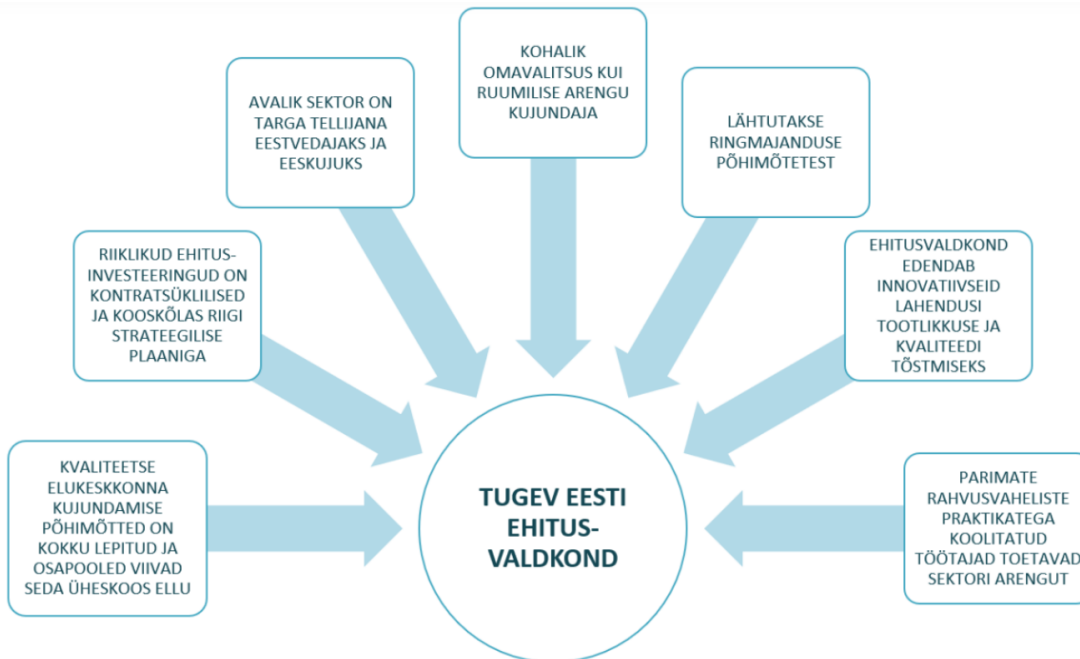 KOHALIK
OMAVALITSUS KUI
RUUMILISE ARENGU
KUJUNDAJA
AVALIK SEKTOR ON
TARGA TELLIJANA
EESTVEDAJAKS JA
EESKUJUKS
LÄHTUTAKSE
RINGMAJANDUSE
PÕHIMÕTETEST
RIIKLIKUD EHITUS-
INVESTEERINGUD ON
KONTRATSÜKLILISED
JA KOOSKÕLAS RIIGI
STRATEEGILISE
PLAANIGA
EHITUSVALDKOND
EDENDAB
INNOVATIIVSEID
LAHENDUSI
TOOTLIKKUSE JA
KVALITEEDI
TÕSTMISEKS
KVALITEETSE
ELUKESKKONNA
KUJUNDAMISE
PÕHIMÕTTED ON
KOKKU LEPITUD JA
OSAPOOLED VIIVAD
SEDA ÜHESKOOS ELLU
TUGEV EESTI
EHITUS-
VALDKOND
PARIMATE
RAHVUSVAHELISTE
PRAKTIKATEGA
KOOLITATUD
TÖÖTAJAD TOETAVAD
SEKTORI ARENGUT